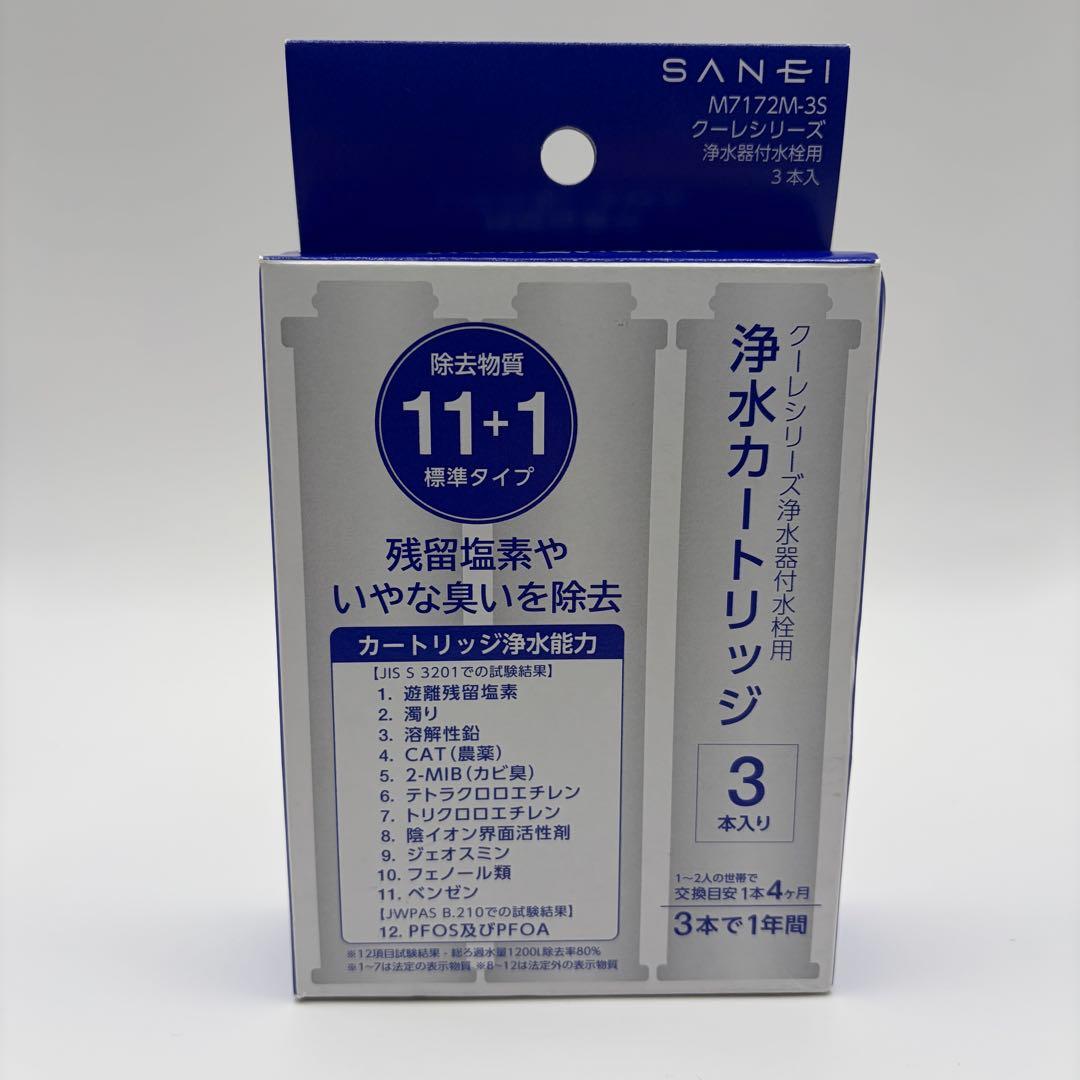 SANEI
M7172M-3S
クーレシリーズ
浄水器付水栓用
3本入
除去物質
11+1
標準タイプ
残留塩素や
いやな臭いを除去
カートリッジ浄水能力
【JIS S 3201での試験結果】
1. 遊離残留塩素
2. 濁り
3. 溶解性鉛
4. CAT(農薬)
5. 2-MIB(カビ臭)
6. テトラクロロエチレン
7. トリクロロエチレン
8. 陰イオン界面活性剤
9. ジェオスミン
10. フェノール類
11. ベンゼン
【JWPAS B.210での試験結果】
12. PFOS及びPFOA
※12項目試験結果・総ろ過水量1200L除去率80%
※1~7は法定の表示物質 ※8~12は法定外の表示物質
クーレシリーズ浄水器付水栓用
浄水カートリッジ
3
本入り
1~2人の世帯で
交換目安1本4ヶ月
3本で1年間